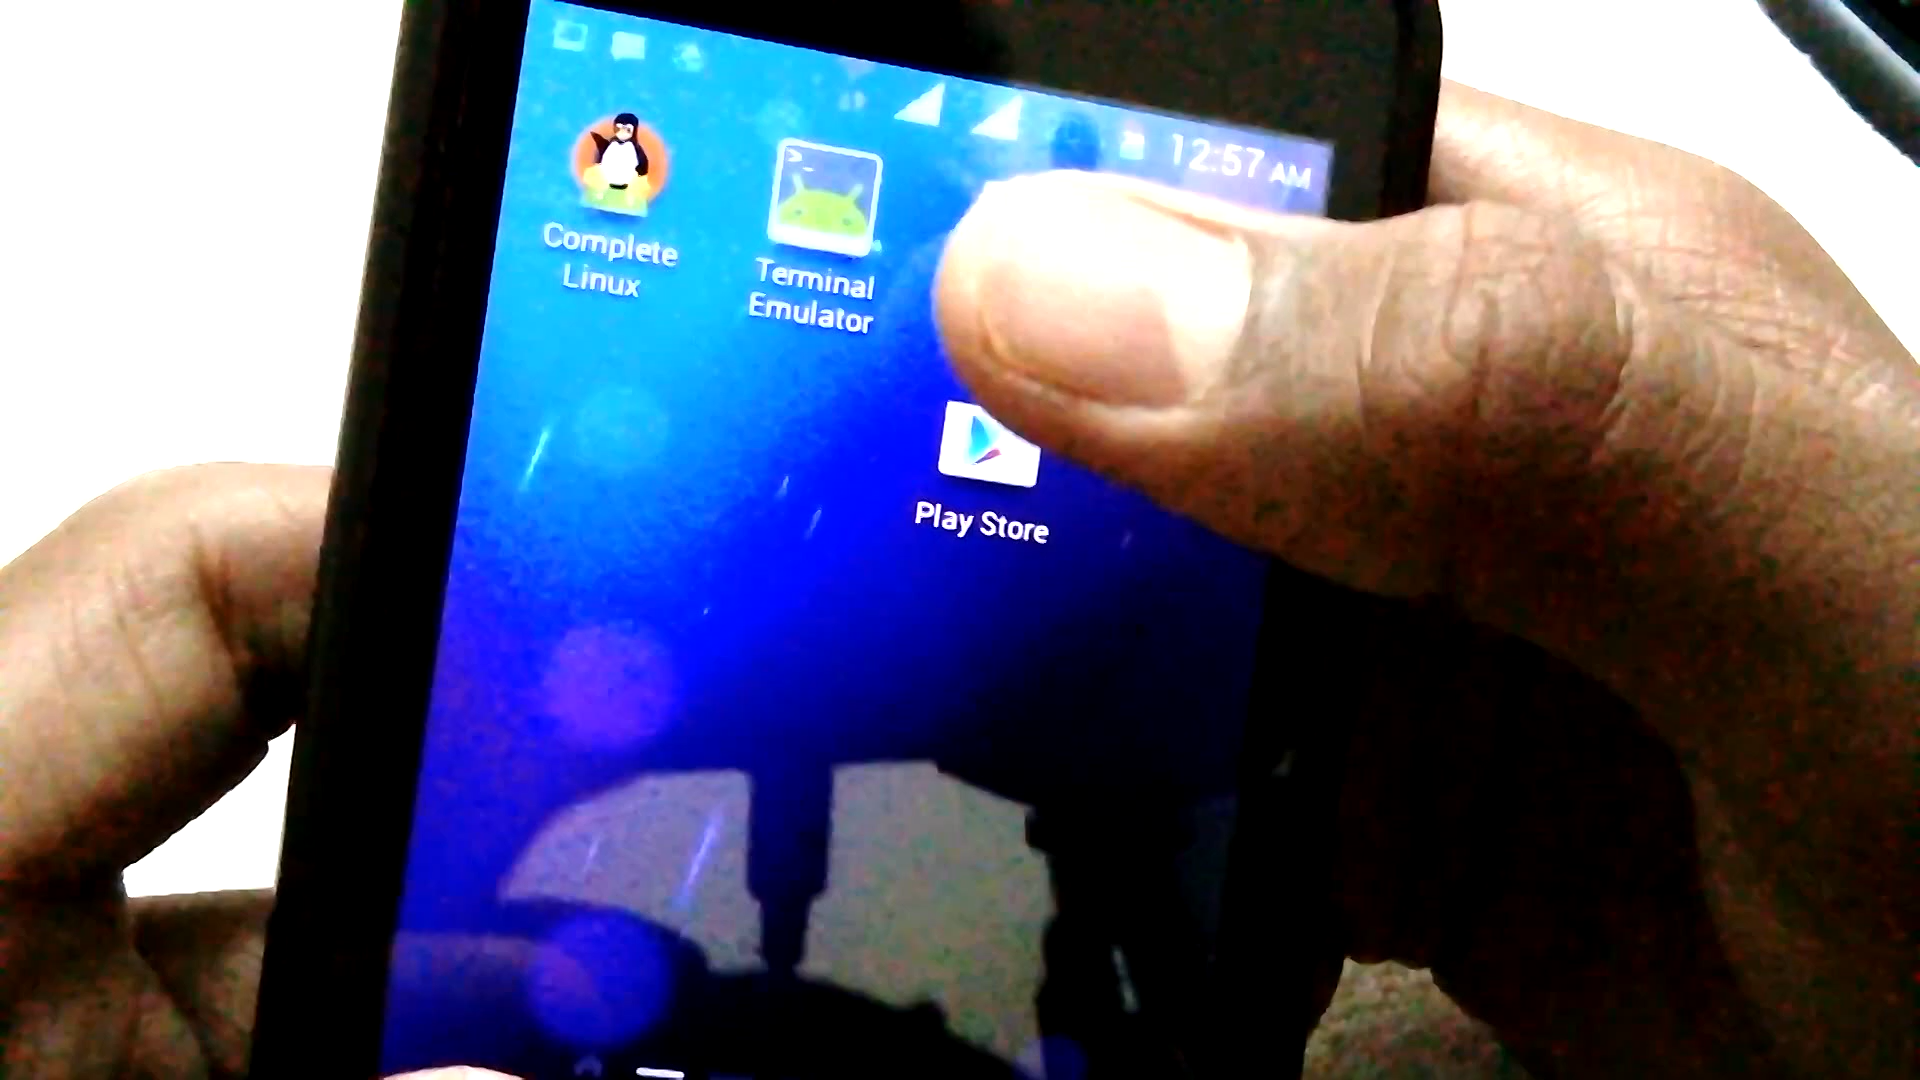 12:57 AM
Complete
Linux
Terminal
Emulator
Play Store